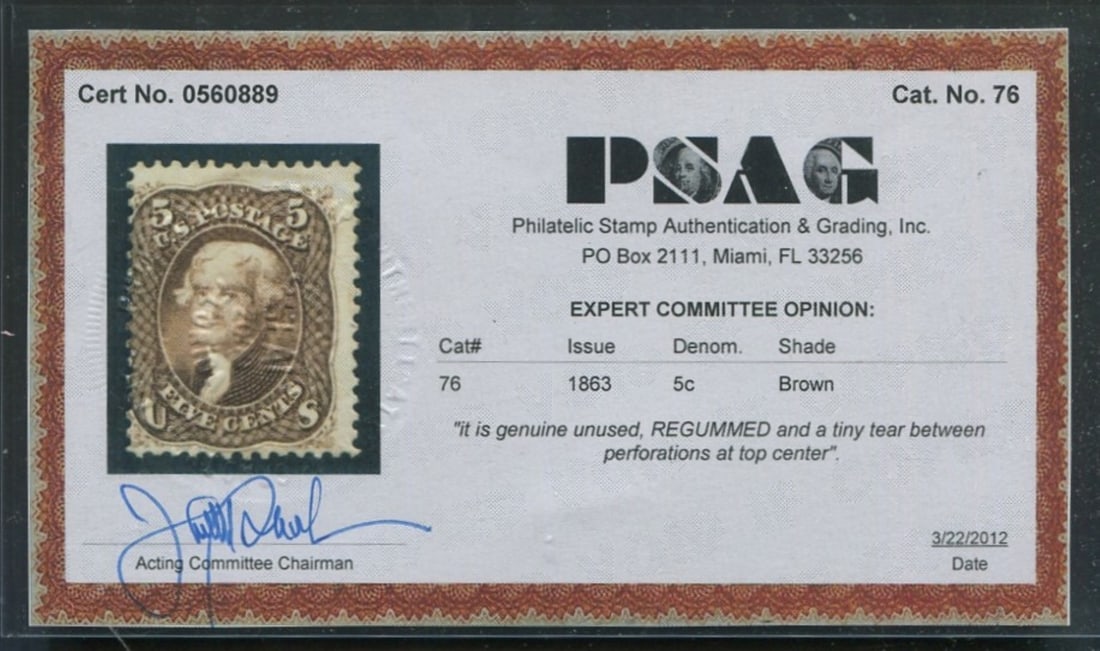 Cert No. 0560889
Cat. No. 76
5 5
U.S. POSTAGE
FIVE CENTS
U S
PSAG
Philatelic Stamp Authentication & Grading, Inc.
PO Box 2111, Miami, FL 33256
EXPERT COMMITTEE OPINION:
Cat# Issue Denom. Shade
76 1863 5c Brown
"it is genuine unused, REGUMMED and a tiny tear between
perforations at top center".
Acting Committee Chairman
3/22/2012
Date